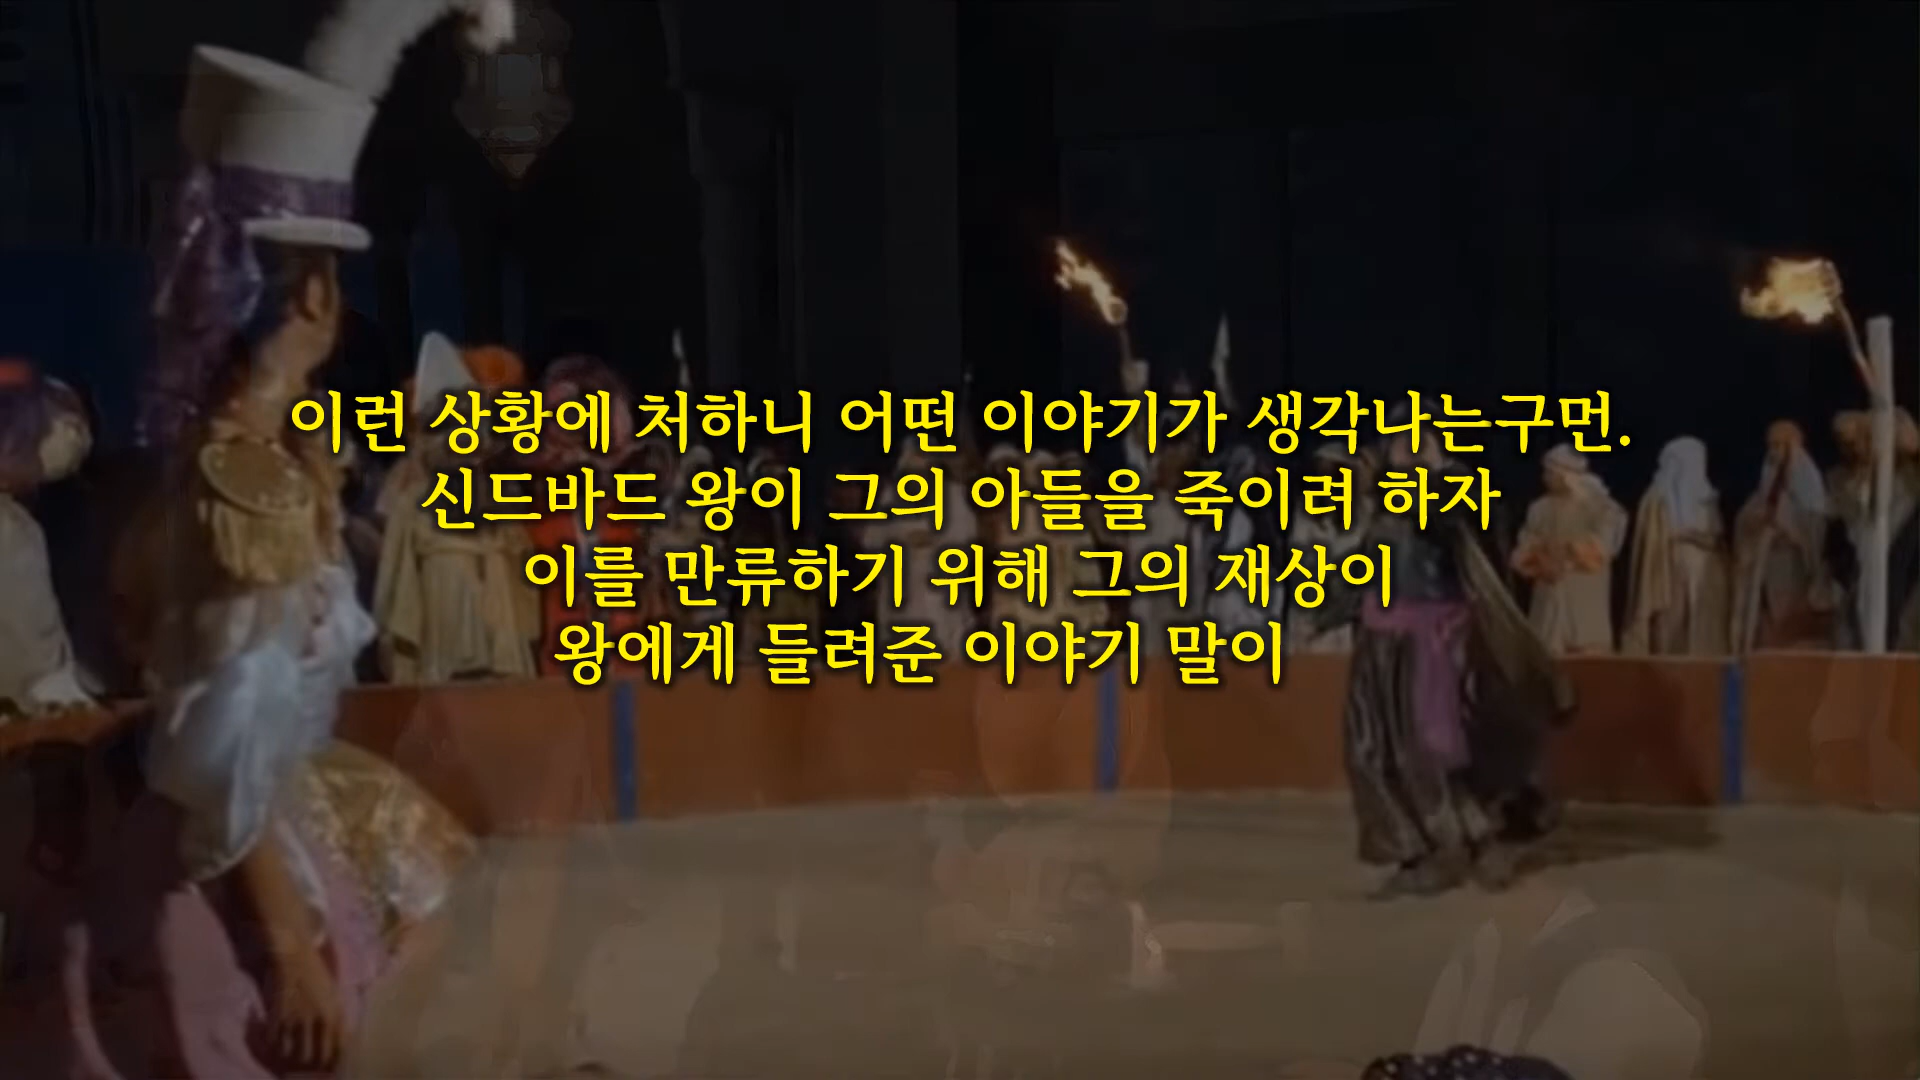 이런 상황에 처하니 어떤 이야기가 생각나는구먼.
신드바드 왕이 그의 아들을 죽이려 하자
이를 만류하기 위해 그의 재상이
왕에게 들려준 이야기 말이